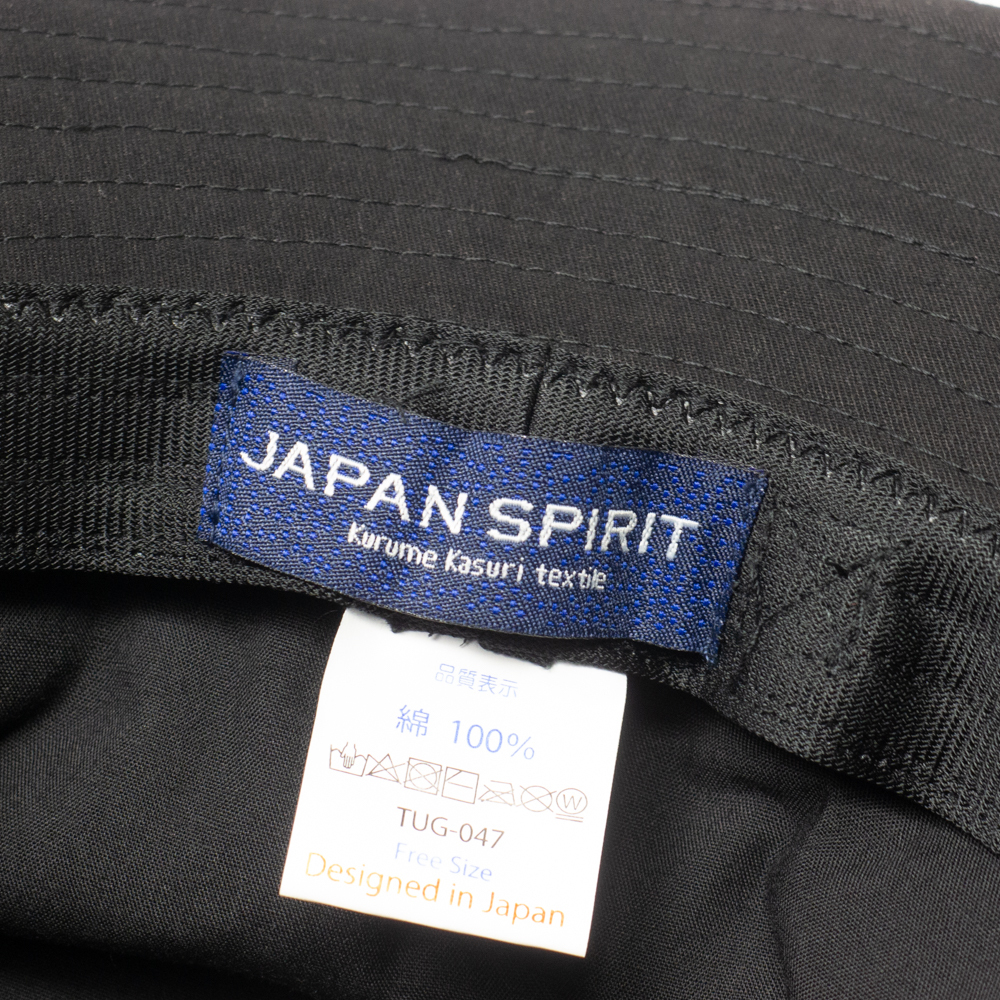 JAPAN SPIRIT
Kurume Kasuri textile
品質表示
綿 100%
W
TUG-047
Free Size
Designed in Japan